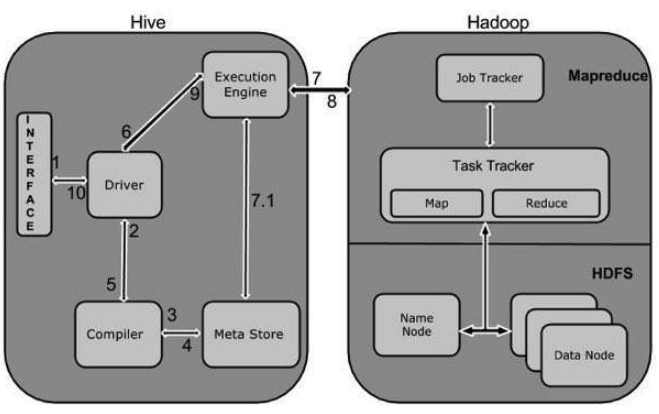 Hive
Hadoop
Execution
Engine
7
8
Job Tracker
Mapreduce
INTERFACE
1
10
Driver
6
9
7.1
Task Tracker
Map
Reduce
2
5
Compiler
3
4
Meta Store
HDFS
Name
Node
Data Node